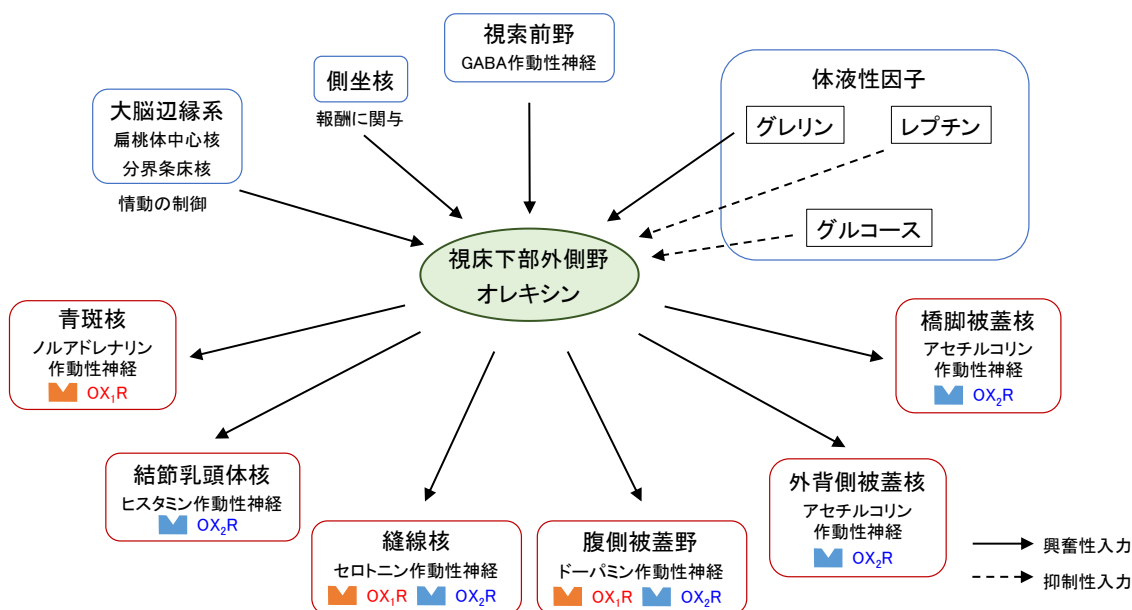 視索前野
GABA作動性神経
側坐核
報酬に関与
大脳辺縁系
扁桃体中心核
分界条床核
情動の制御
体液性因子
グレリン
レプチン
グルコース
視床下部外側野
オレキシン
青斑核
ノルアドレナリン
作動性神経
OX₁R
橋脚被蓋核
アセチルコリン
作動性神経
OX₂R
結節乳頭体核
ヒスタミン作動性神経
OX₂R
縫線核
セロトニン作動性神経
OX₁R OX₂R
腹側被蓋野
ドーパミン作動性神経
OX₁R OX₂R
外背側被蓋核
アセチルコリン
作動性神経
OX₂R
興奮性入力
抑制性入力